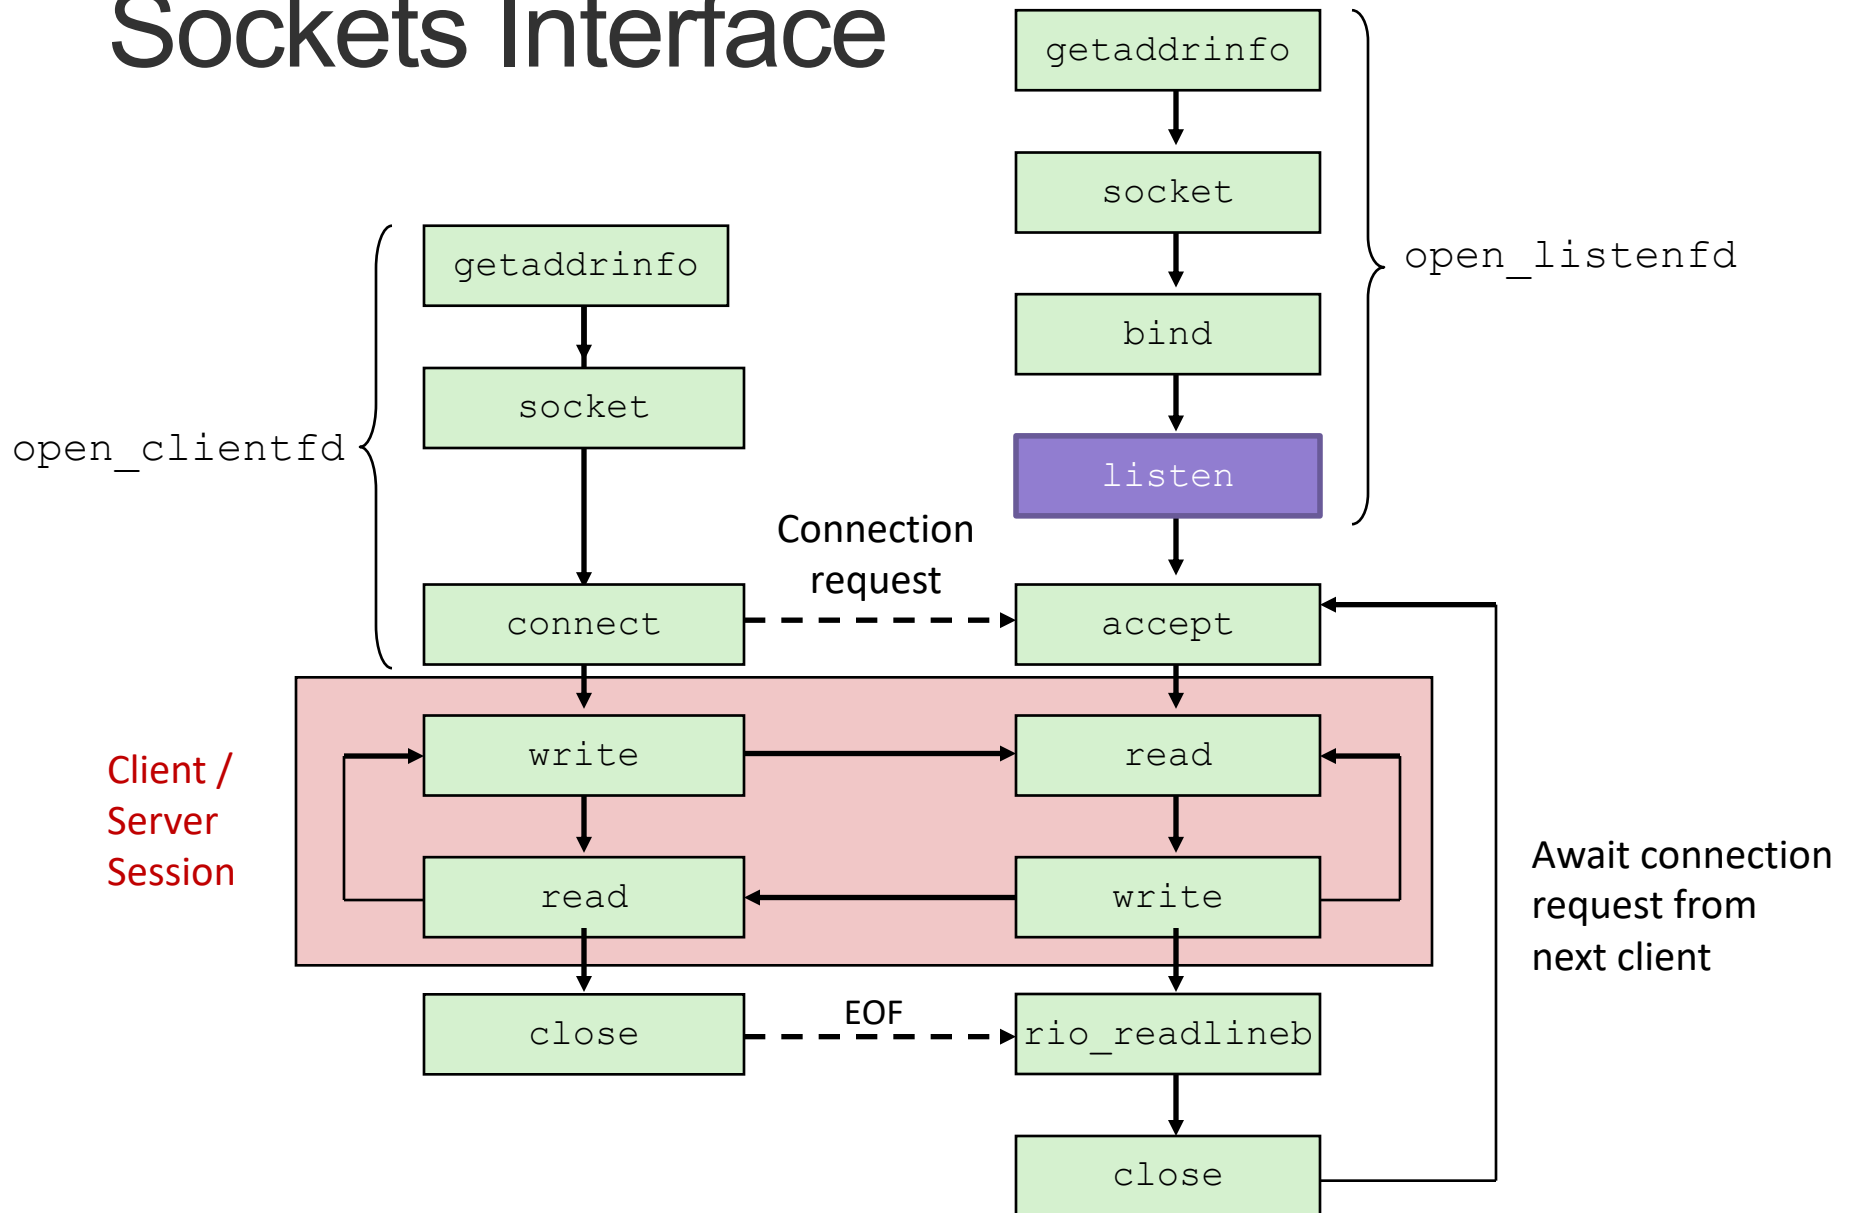 Sockets Interface
getaddrinfo
socket
getaddrinfo
open_listenfd
bind
socket
open_clientfd
listen
Connection
request
connect
accept
Client /
Server
Session
write
read
read
write
Await connection
request from
next client
close
EOF
rio_readlineb
close